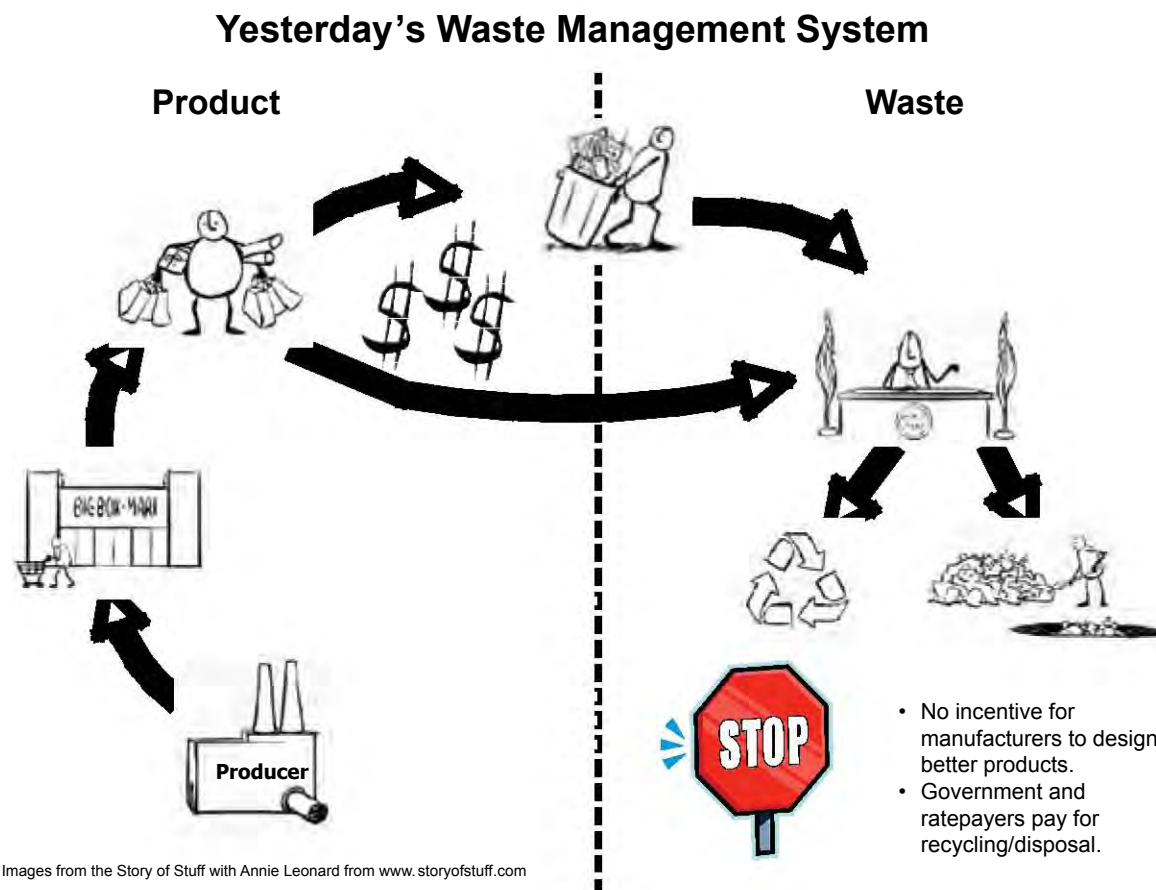 Yesterday's Waste Management System
Product
Waste
$ $ $
BIG BOX-MART
Producer
STOP
• No incentive for
manufacturers to design
better products.
• Government and
ratepayers pay for
recycling/disposal.
Images from the Story of Stuff with Annie Leonard from www.storyofstuff.com